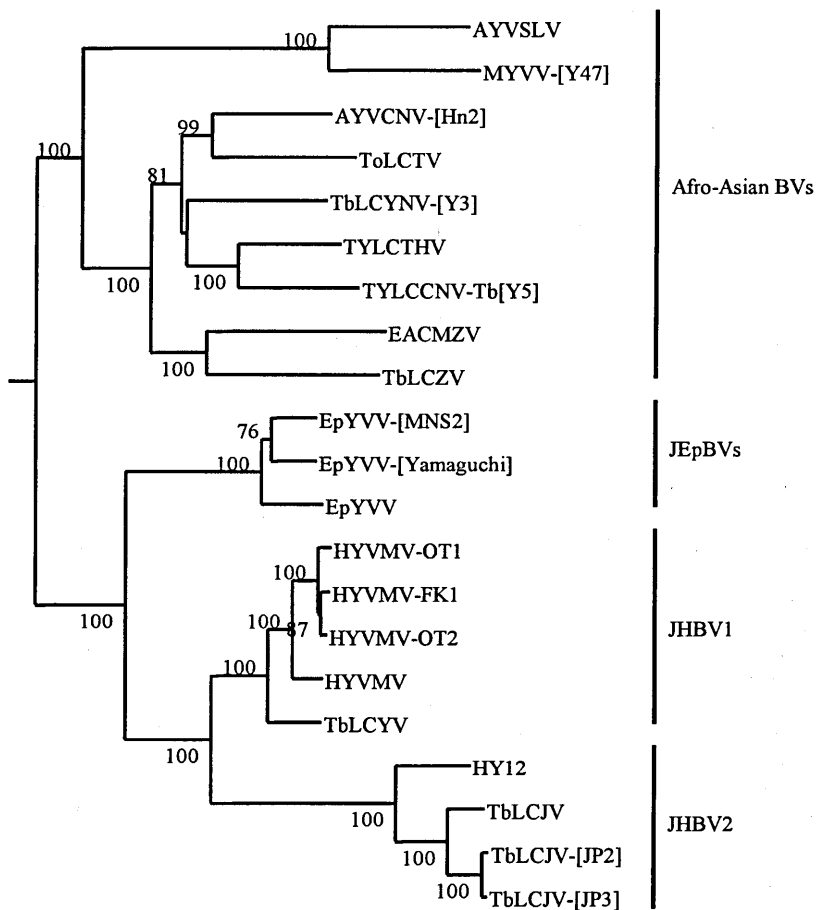 AYVSLV
100
MYVV-[Y47]
AYVCNV-[Hn2]
99
100
ToLCTV
81
Afro-Asian BVs
TbLCYNV-[Y3]
TYLCTHV
100
100
TYLCCNV-Tb[Y5]
EACMZV
100
TbLCZV
EpYVV-[MNS2]
76
JEpBVs
100
EpYVV-[Yamaguchi]
EpYVV
HYVMV-OT1
100
HYVMV-FK1
100
100
87
HYVMV-OT2
JHBV1
100
HYVMV
TbLCYV
100
HY12
TbLCJV
100
JHBV2
TbLCJV-[JP2]
100
100
TbLCJV-[JP3]